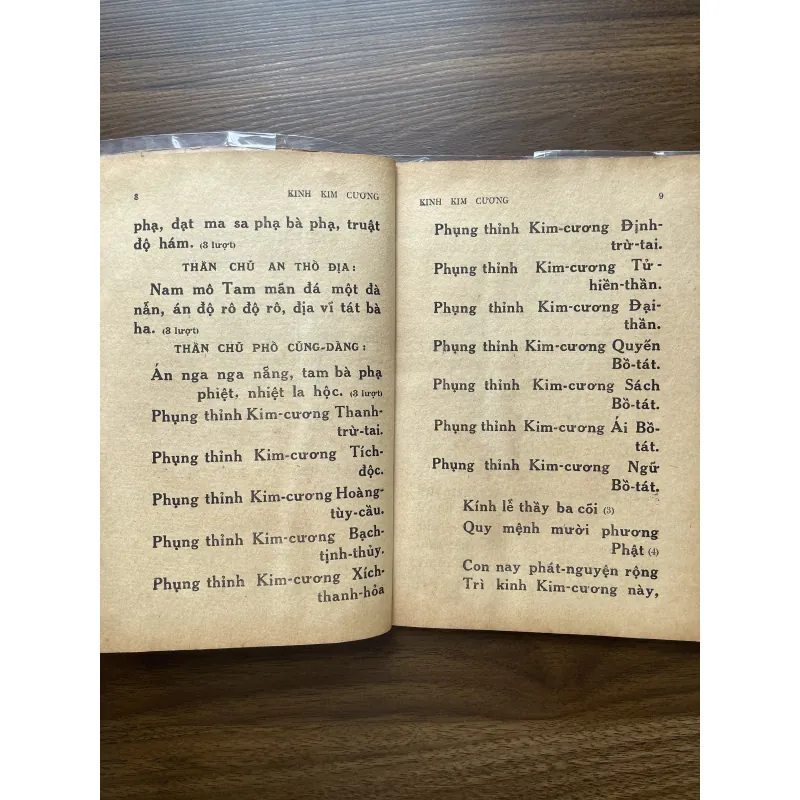 8 KINH KIM CƯƠNG
phạ, đạt ma sa phạ bà phạ, truật
độ hám. (3 lượt)
THẦN CHÚ AN THỔ ĐỊA :
Nam mô Tam mãn đá một đà
nẫn, án độ rô độ rô, địa vĩ tát bà
ha. (3 lượt)
THẦN CHÚ PHỔ CÚNG-DÀNG :
Án nga nga nẵng, tam bà phạ
phiệt, nhiệt la hộc. (3 lượt)
Phụng thỉnh Kim-cương Thanh-
trừ-tai.
Phụng thỉnh Kim-cương Tích-
độc.
Phụng thỉnh Kim-cương Hoàng-
tùy-cầu.
Phụng thỉnh Kim-cương Bạch-
tịnh-thủy.
Phụng thỉnh Kim-cương Xích-
thanh-hỏa
KINH KIM CƯƠNG 9
Phụng thỉnh Kim-cương Định-
trừ-tai.
Phụng thỉnh Kim-cương Tử-
hiền-thần.
Phụng thỉnh Kim-cương Đại-
thần.
Phụng thỉnh Kim-cương Quyến
Bồ-tát.
Phụng thỉnh Kim-cương Sách
Bồ-tát.
Phụng thỉnh Kim-cương Ái Bồ-
tát.
Phụng thỉnh Kim-cương Ngữ
Bồ-tát.
Kính lễ thầy ba cõi (3)
Quy mệnh mười phương
Phật (4)
Con nay phát-nguyện rộng
Trì kinh Kim-cương này,